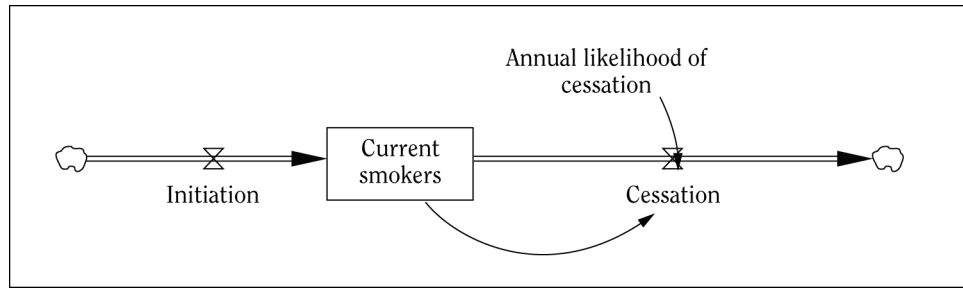 Annual likelihood of
cessation
Current
smokers
Initiation
Cessation